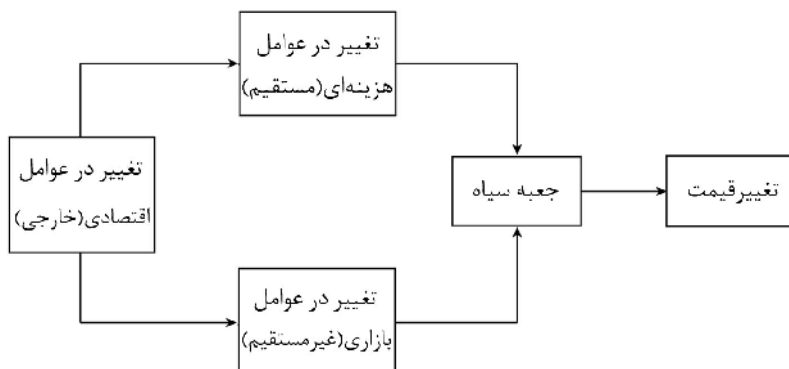 تغییر در عوامل
هزینه‌ای(مستقیم)
تغییر در عوامل
اقتصادی(خارجی)
جعبه سیاه
تغییرقیمت
تغییر در عوامل
بازاری(غیرمستقیم)